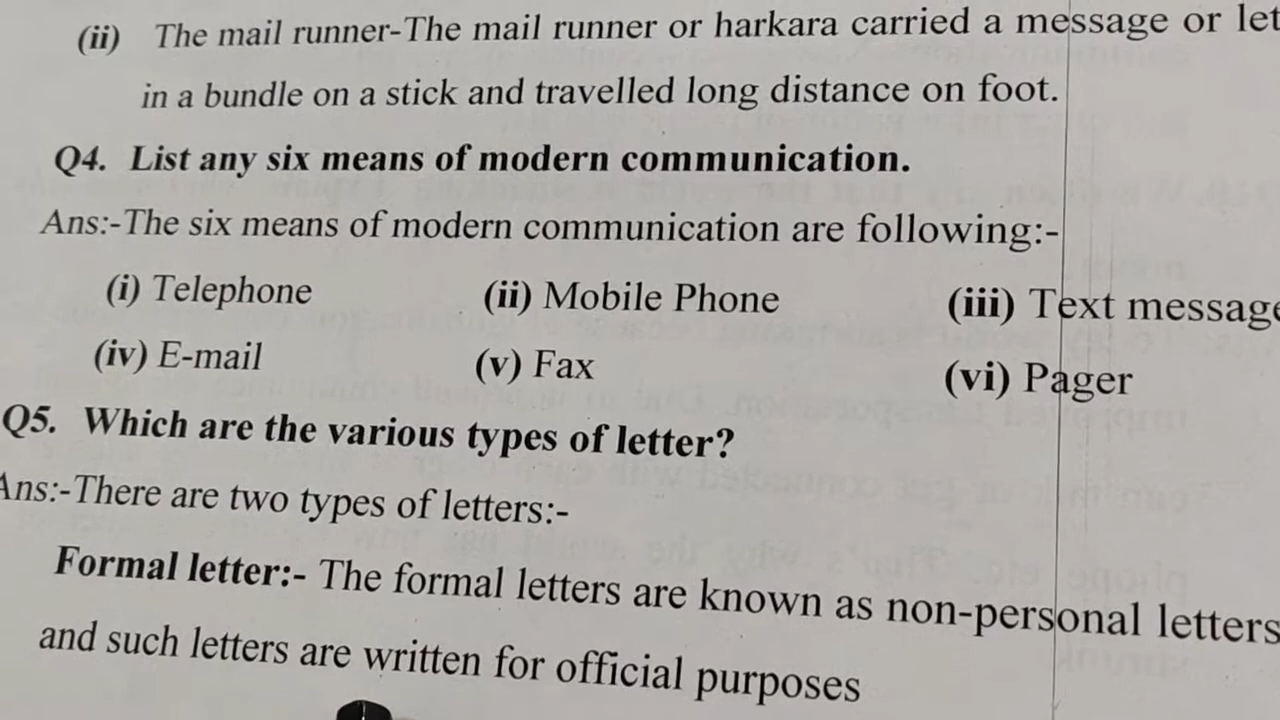 (ii) The mail runner-The mail runner or harkara carried a message or
in a bundle on a stick and travelled long distance on foot.
Q4. List any six means of modern communication.
Ans:-The six means of modern communication are following:-
(i) Telephone (ii) Mobile Phone (iii) Text message
(iv) E-mail (v) Fax (vi) Pager
Q5. Which are the various types of letter?
Ans:-There are two types of letters:-
Formal letter:- The formal letters are known as non-personal letters
and such letters are written for official purposes